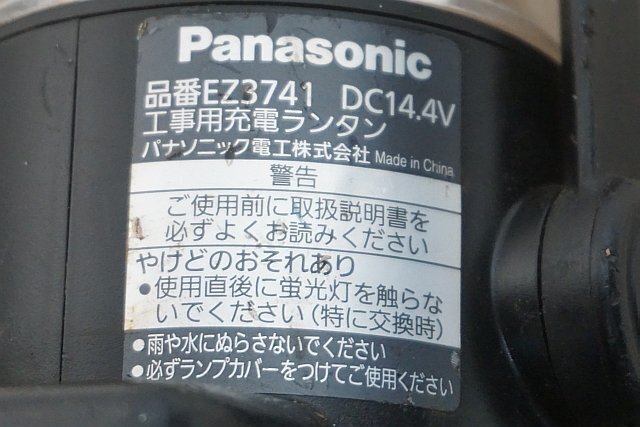 Panasonic
品番EZ3741 DC14.4V
工事用充電ランタン
パナソニック電工株式会社 Made in China
警告
ご使用前に取扱説明書を
必ずよくお読みください
やけどのおそれあり
●使用直後に蛍光灯を触らな
いでください(特に交換時)
●雨や水にぬらさないでください
●必ずランプカバーをつけてご使用ください